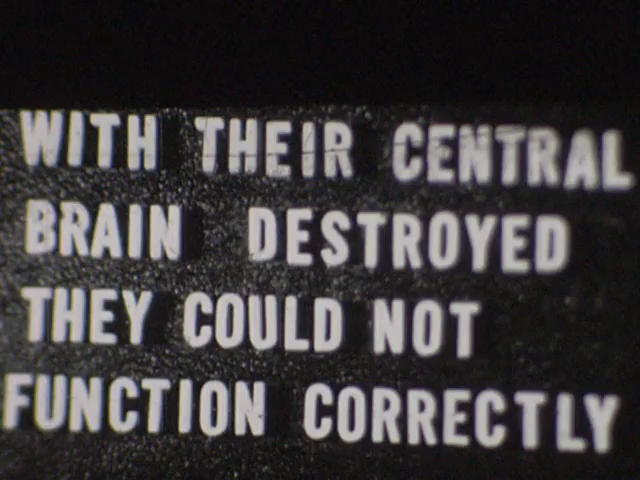 WITH THEIR CENTRAL
BRAIN DESTROYED
THEY COULD NOT
FUNCTION CORRECTLY